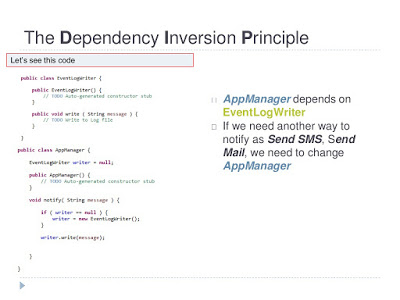 The Dependency Inversion Principle
Let's see this code
public class EventLogWriter {
public EventLogWriter() {
// TODO Auto-generated constructor stub
}
public void write ( String message ) {
// TODO Write to Log file
}
}
public class AppManager {
EventLogWriter writer = null;
public AppManager() {
// TODO Auto-generated constructor stub
}
void notify( String message ) {
if ( writer == null ) {
writer = new EventLogWriter();
}
writer.write(message);
}
}
AppManager depends on
EventLogWriter
If we need another way to
notify as Send SMS, Send
Mail, we need to change
AppManager